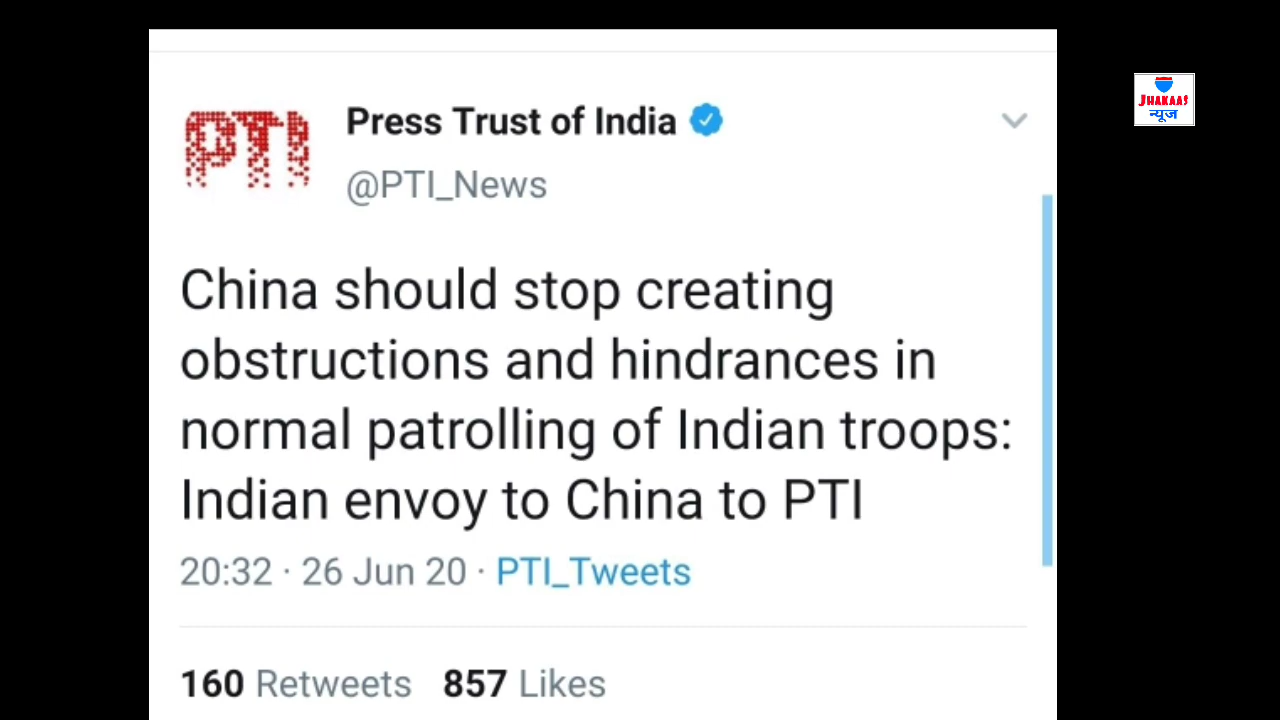 PTI
Press Trust of India
@PTI_News
JHAKAAS
न्यूज
China should stop creating
obstructions and hindrances in
normal patrolling of Indian troops:
Indian envoy to China to PTI
20:32 · 26 Jun 20 · PTI_Tweets
160 Retweets 857 Likes